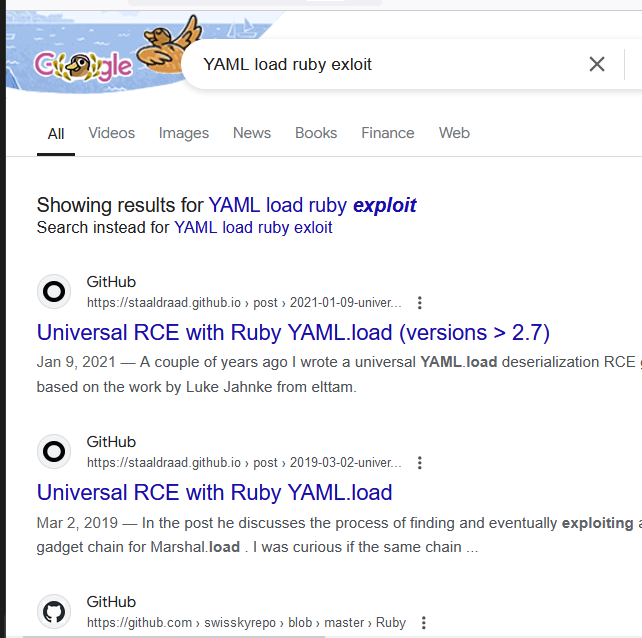 Google
YAML load ruby exloit
All Videos Images News Books Finance Web
Showing results for YAML load ruby exploit
Search instead for YAML load ruby exloit
GitHub
https://staaldraad.github.io › post › 2021-01-09-univer...
Universal RCE with Ruby YAML.load (versions > 2.7)
Jan 9, 2021 — A couple of years ago I wrote a universal YAML.load deserialization RCE
based on the work by Luke Jahnke from elttam.
GitHub
https://staaldraad.github.io › post › 2019-03-02-univer...
Universal RCE with Ruby YAML.load
Mar 2, 2019 — In the post he discusses the process of finding and eventually exploiting
gadget chain for Marshal.load . I was curious if the same chain ...
GitHub
https://github.com › swisskyrepo › blob › master › Ruby